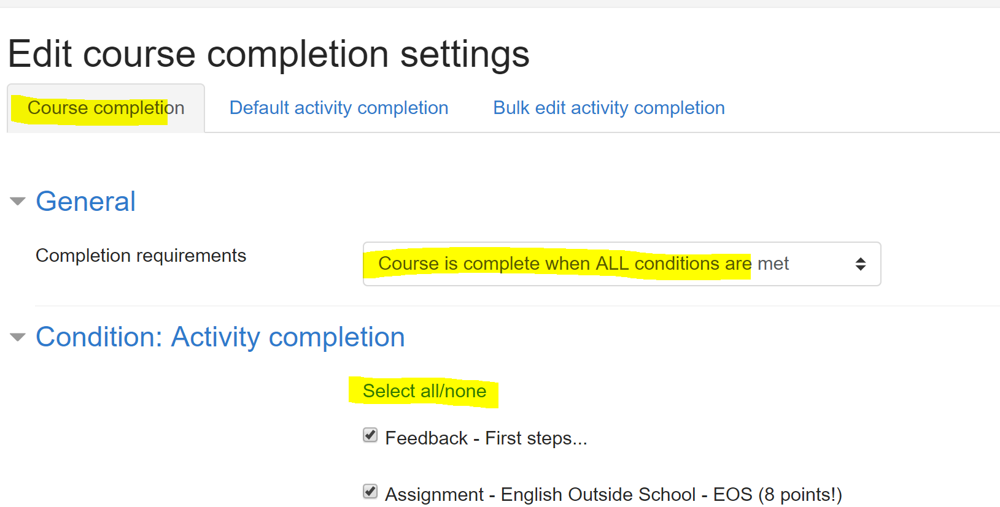 Edit course completion settings
Course completion Default activity completion Bulk edit activity completion
General
Completion requirements Course is complete when ALL conditions are met
Condition: Activity completion
Select all/none
Feedback - First steps...
Assignment - English Outside School - EOS (8 points!)